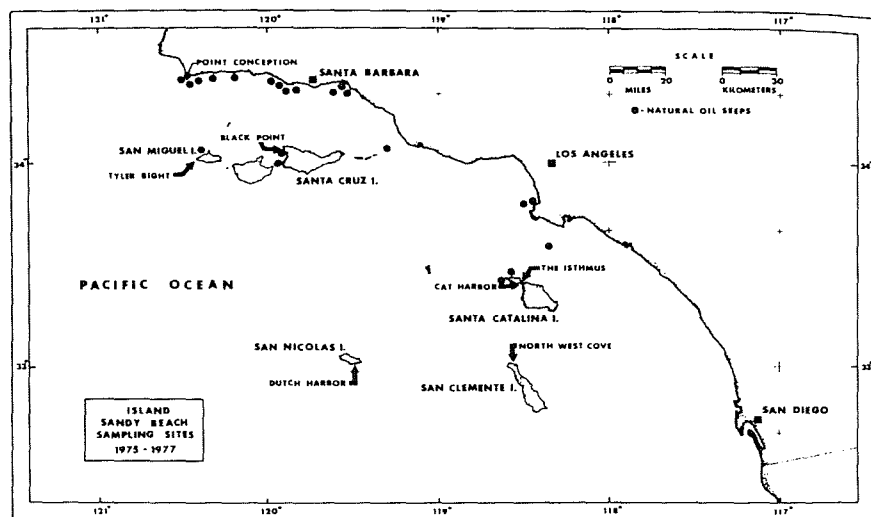 121° 120° 119° 118° 117°
POINT CONCEPTION
SANTA BARBARA
SCALE
0 20 0 30
MILES KILOMETERS
●-NATURAL OIL SEEPS
BLACK POINT
SAN MIGUEL I.
LOS ANGELES
34° 34°
TYLER BIGHT
SANTA CRUZ I.
THE ISTHMUS
PACIFIC OCEAN
CAT HARBOR
SANTA CATALINA I.
SAN NICOLAS I.
NORTH WEST COVE
33° 33°
DUTCH HARBOR
SAN CLEMENTE I.
ISLAND
SANDY BEACH
SAMPLING SITES
1975-1977
SAN DIEGO
121° 120° 119° 118° 117°